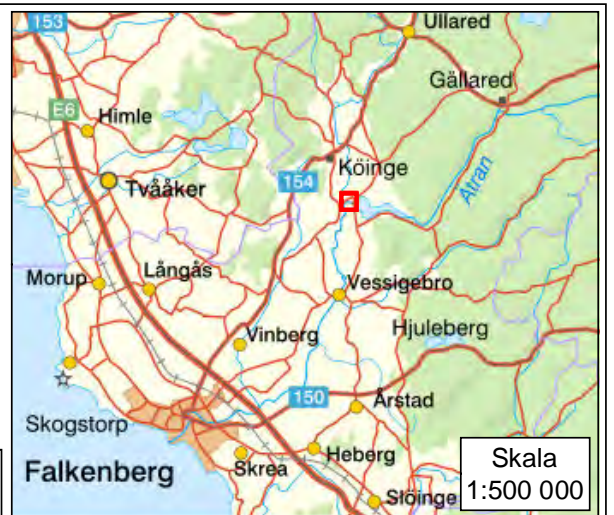 153
Ullared
Gällared
E6
Himle
Köinge
154
Tvååker
Ätran
Morup
Långås
Vessigebro
Vinberg
Hjuleberg
150
Årstad
Skogstorp
Heberg
Skrea
Falkenberg
Slöinge
Skala
1:500 000